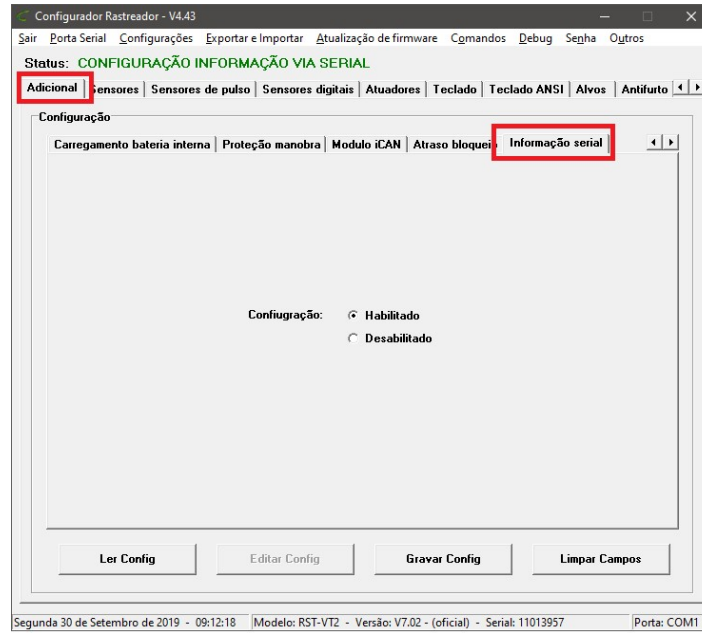 Configurador Rastreador - V4.43
Sair Porta Serial Configurações Exportar e Importar Atualização de firmware Comandos Debug Senha Outros
Status: CONFIGURAÇÃO INFORMAÇÃO VIA SERIAL
Adicional Sensores Sensores de pulso Sensores digitais Atuadores Teclado Teclado ANSI Alvos Antifurto
Configuração
Carregamento bateria interna Proteção manobra Modulo iCAN Atraso bloqueio Informação serial
Confiugração: Habilitado
Desabilitado
Ler Config Editar Config Gravar Config Limpar Campos
Segunda 30 de Setembro de 2019 - 09:12:18 Modelo: RST-VT2 - Versão: V7.02 - (oficial) - Serial: 11013957 Porta: COM1